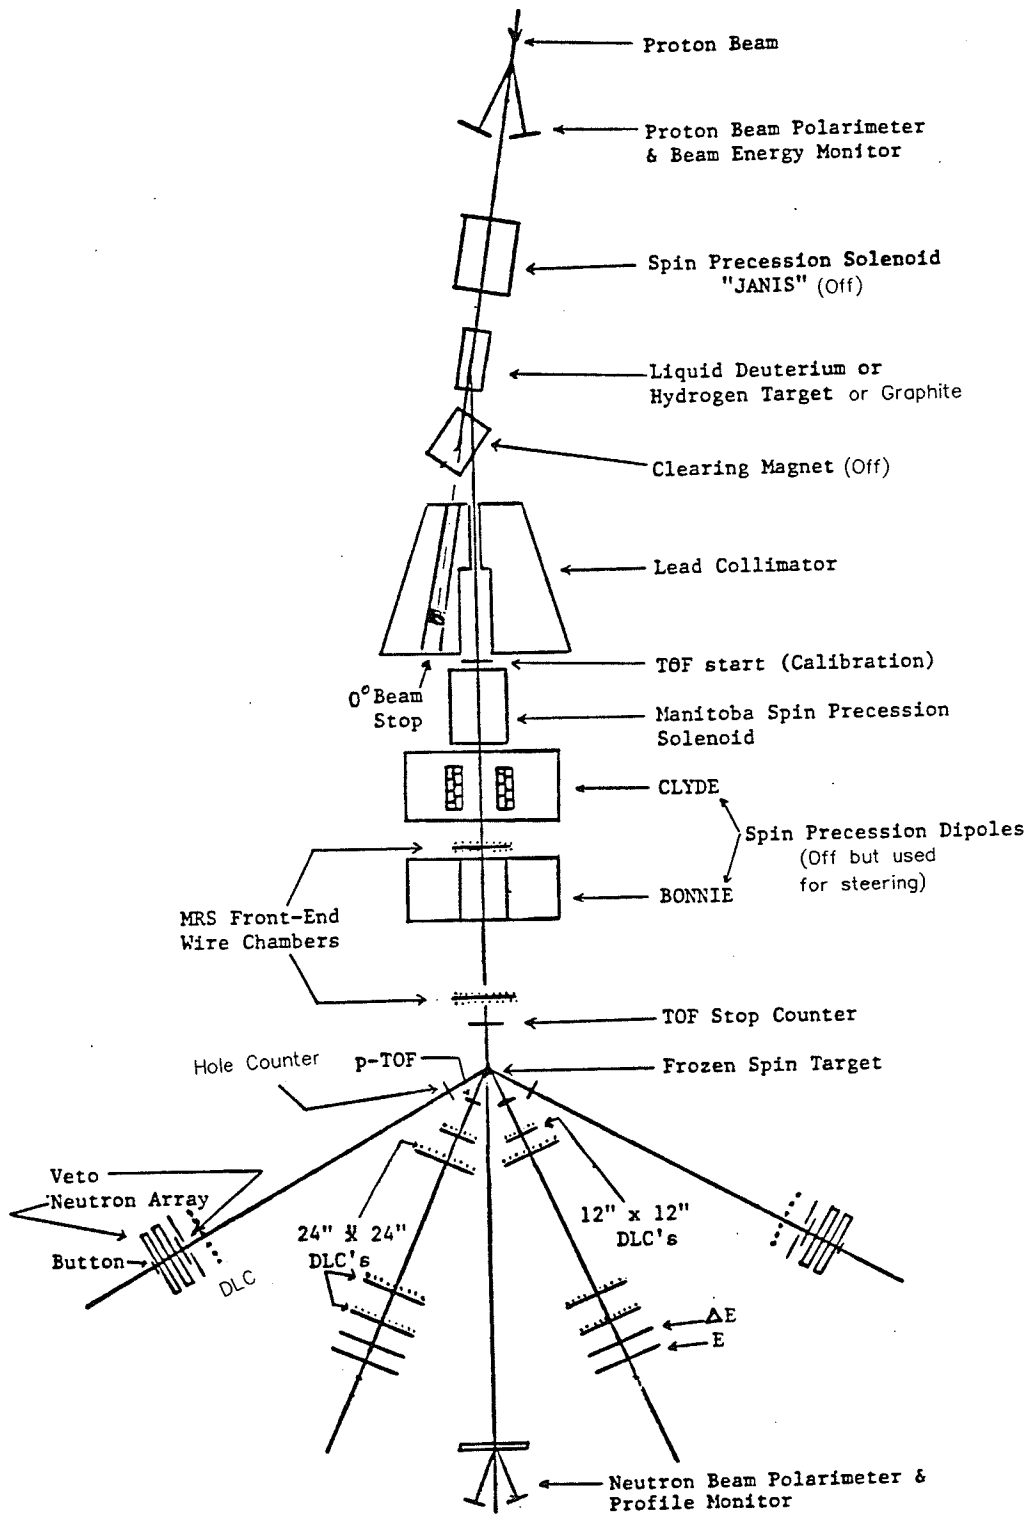 Proton Beam
Proton Beam Polarimeter
& Beam Energy Monitor
Spin Precession Solenoid
"JANIS" (Off)
Liquid Deuterium or
Hydrogen Target or Graphite
Clearing Magnet (Off)
Lead Collimator
TOF start (Calibration)
0° Beam
Stop
Manitoba Spin Precession
Solenoid
CLYDE
Spin Precession Dipoles
(Off but used
for steering)
BONNIE
MRS Front-End
Wire Chambers
TOF Stop Counter
Hole Counter
p-TOF
Frozen Spin Target
Veto
Neutron Array
Button
DLC
24" X 24"
DLC's
12" x 12"
DLC's
ΔE
E
Neutron Beam Polarimeter &
Profile Monitor